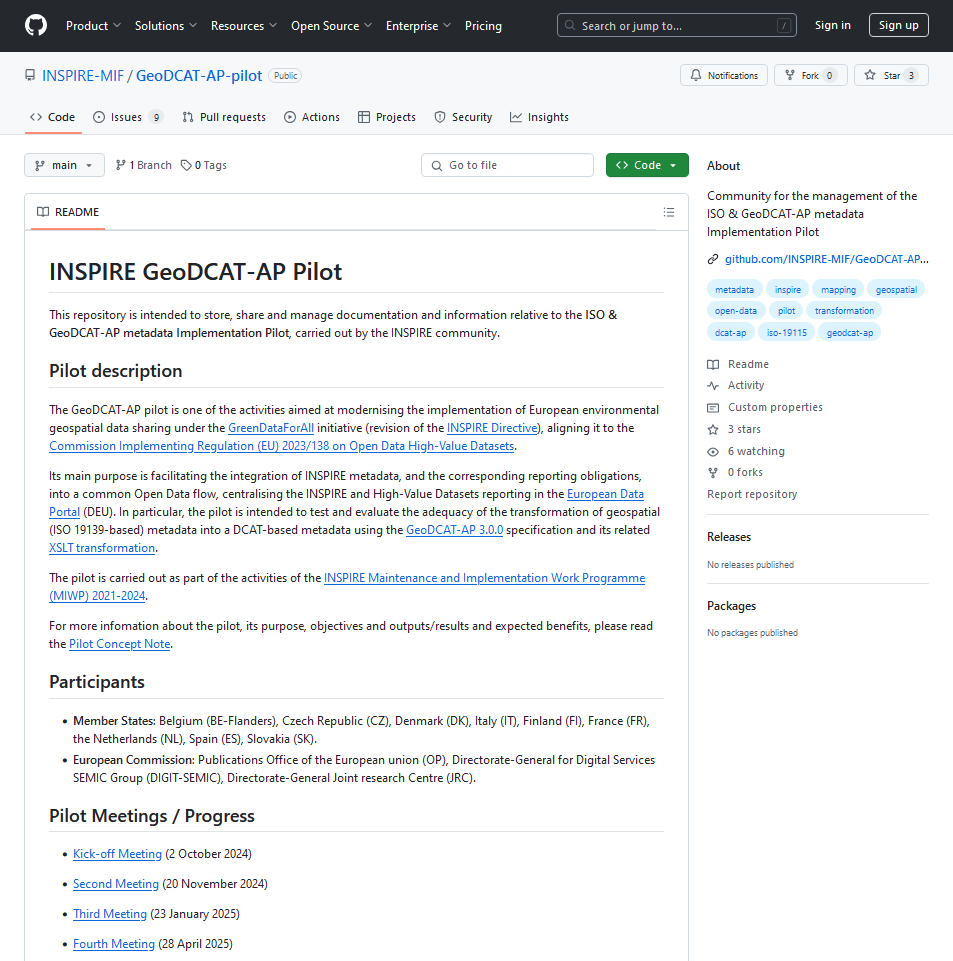 Product Solutions Resources Open Source Enterprise Pricing Search or jump to... / Sign in Sign up
INSPIRE-MIF / GeoDCAT-AP-pilot Public Notifications Fork 0 Star 3
Code Issues 9 Pull requests Actions Projects Security Insights
main 1 Branch 0 Tags Go to file Code
README
INSPIRE GeoDCAT-AP Pilot
This repository is intended to store, share and manage documentation and information relative to the ISO &
GeoDCAT-AP metadata Implementation Pilot, carried out by the INSPIRE community.
Pilot description
The GeoDCAT-AP pilot is one of the activities aimed at modernising the implementation of European environmental
geospatial data sharing under the GreenDataForAll initiative (revision of the INSPIRE Directive), aligning it to the
Commission Implementing Regulation (EU) 2023/138 on Open Data High-Value Datasets.
Its main purpose is facilitating the integration of INSPIRE metadata, and the corresponding reporting obligations,
into a common Open Data flow, centralising the INSPIRE and High-Value Datasets reporting in the European Data
Portal (DEU). In particular, the pilot is intended to test and evaluate the adequacy of the transformation of geospatial
(ISO 19139-based) metadata into a DCAT-based metadata using the GeoDCAT-AP 3.0.0 specification and its related
XSLT transformation.
The pilot is carried out as part of the activities of the INSPIRE Maintenance and Implementation Work Programme
(MIWP) 2021-2024.
For more infomation about the pilot, its purpose, objectives and outputs/results and expected benefits, please read
the Pilot Concept Note.
Participants
• Member States: Belgium (BE-Flanders), Czech Republic (CZ), Denmark (DK), Italy (IT), Finland (FI), France (FR),
the Netherlands (NL), Spain (ES), Slovakia (SK).
• European Commission: Publications Office of the European union (OP), Directorate-General for Digital Services
SEMIC Group (DIGIT-SEMIC), Directorate-General Joint research Centre (JRC).
Pilot Meetings / Progress
• Kick-off Meeting (2 October 2024)
• Second Meeting (20 November 2024)
• Third Meeting (23 January 2025)
• Fourth Meeting (28 April 2025)
About
Community for the management of the
ISO & GeoDCAT-AP metadata
Implementation Pilot
github.com/INSPIRE-MIF/GeoDCAT-AP...
metadata inspire mapping geospatial
open-data pilot transformation
dcat-ap iso-19115 geodcat-ap
Readme
Activity
Custom properties
3 stars
6 watching
0 forks
Report repository
Releases
No releases published
Packages
No packages published